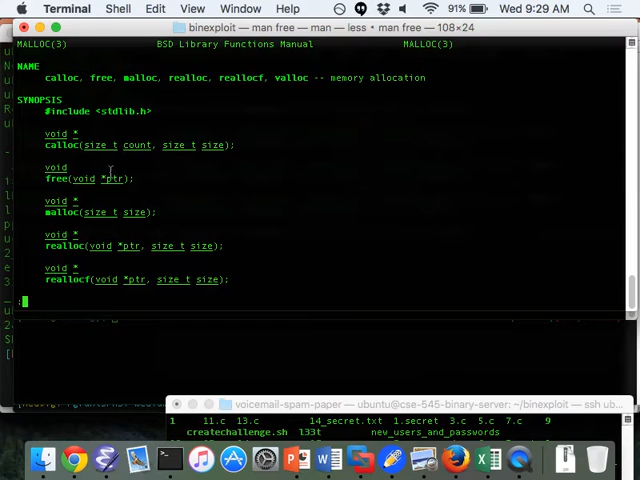 Terminal Shell Edit View Window Help 91% Wed 9:29 AM
binexploit — man free — man — less • man free — 108×24
MALLOC(3) BSD Library Functions Manual MALLOC(3)
NAME
calloc, free, malloc, realloc, reallocf, valloc -- memory allocation
SYNOPSIS
#include <stdlib.h>
void *
calloc(size_t count, size_t size);
void
free(void *ptr);
void *
malloc(size_t size);
void *
realloc(void *ptr, size_t size);
void *
reallocf(void *ptr, size_t size);
:
voicemail-spam-paper — ubuntu@cse-545-binary-server: ~/binexploit — ssh ub...
1 11.c 13.c 14_secret.txt 1.secret 3.c 5.c 7.c 9
createchallenge.sh l33t new_users_and_passwords